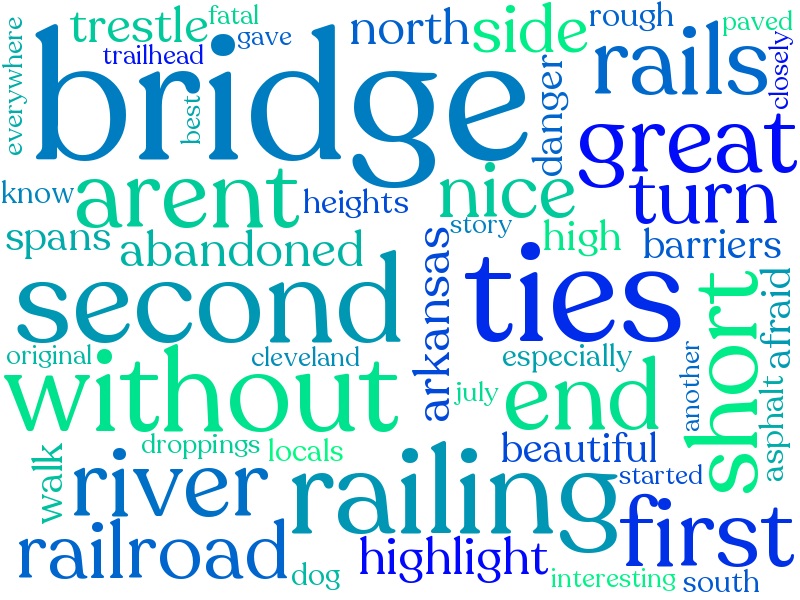 fatal
trestle
gave
trailhead
everywhere
bridge
best
north
side
rough
paved
rails
closely
danger
great
know
arent
heights
nice
turn
story
spans
abandoned
high
barriers
second
arkansas
ties
short
afraid
original
cleveland
especially
without
july
end
another
asphalt
walk
droppings
locals
beautiful
river
railing
started
first
railroad
highlight
dog
interesting
south